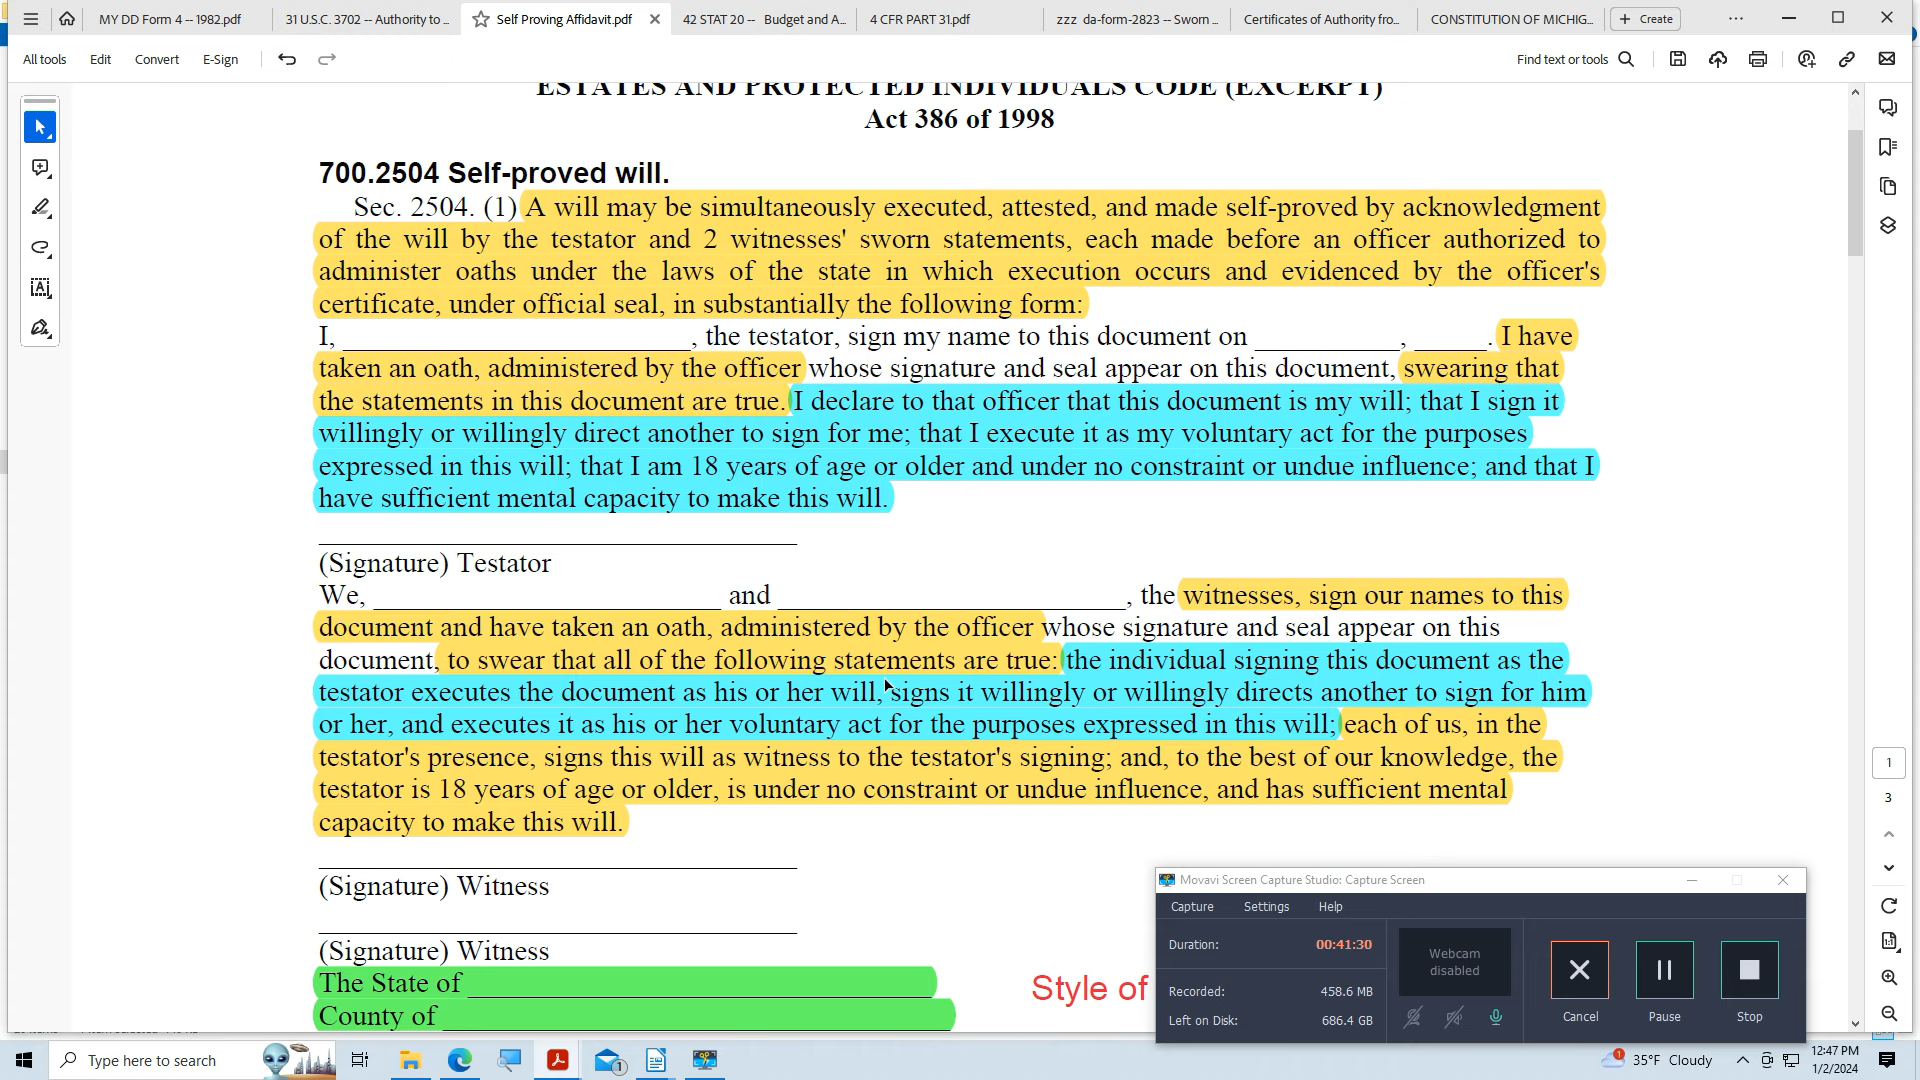 MY DD Form 4 -- 1982.pdf
31 U.S.C. 3702 -- Authority to ...
Self Proving Affidavit.pdf
42 STAT 20 -- Budget and A...
4 CFR PART 31.pdf
zzz da-form-2823 -- Sworn ...
Certificates of Authority fro...
CONSTITUTION OF MICHIG...
Create
All tools Edit Convert E-Sign
Find text or tools
ESTATES AND PROTECTED INDIVIDUALS CODE (EXCERPT)
Act 386 of 1998
700.2504 Self-proved will.
Sec. 2504. (1) A will may be simultaneously executed, attested, and made self-proved by acknowledgment
of the will by the testator and 2 witnesses' sworn statements, each made before an officer authorized to
administer oaths under the laws of the state in which execution occurs and evidenced by the officer's
certificate, under official seal, in substantially the following form:
I, ________________________, the testator, sign my name to this document on __________, _____. I have
taken an oath, administered by the officer whose signature and seal appear on this document, swearing that
the statements in this document are true. I declare to that officer that this document is my will; that I sign it
willingly or willingly direct another to sign for me; that I execute it as my voluntary act for the purposes
expressed in this will; that I am 18 years of age or older and under no constraint or undue influence; and that I
have sufficient mental capacity to make this will.
_________________________________
(Signature) Testator
We, ________________________ and ________________________, the witnesses, sign our names to this
document and have taken an oath, administered by the officer whose signature and seal appear on this
document, to swear that all of the following statements are true: the individual signing this document as the
testator executes the document as his or her will, signs it willingly or willingly directs another to sign for him
or her, and executes it as his or her voluntary act for the purposes expressed in this will; each of us, in the
testator's presence, signs this will as witness to the testator's signing; and, to the best of our knowledge, the
testator is 18 years of age or older, is under no constraint or undue influence, and has sufficient mental
capacity to make this will.
_________________________________
(Signature) Witness
_________________________________
(Signature) Witness
The State of ________________________________
County of ___________________________________
Style of
1
3
Movavi Screen Capture Studio: Capture Screen
Capture Settings Help
Duration: 00:41:30
Recorded: 458.6 MB
Left on Disk: 686.4 GB
Webcam
disabled
Cancel Pause Stop
Type here to search
1
1
35°F Cloudy
12:47 PM
1/2/2024